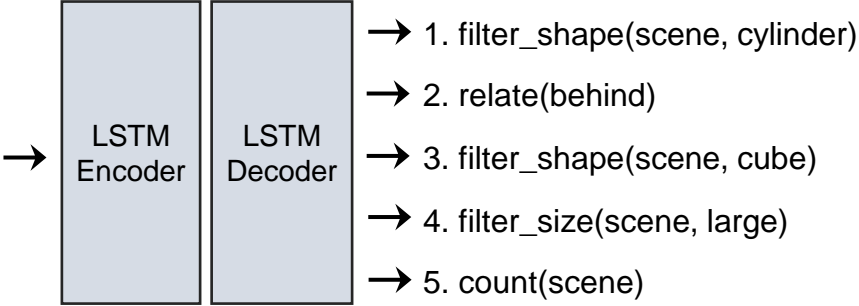 LSTM
Encoder
LSTM
Decoder
1. filter_shape(scene, cylinder)
2. relate(behind)
3. filter_shape(scene, cube)
4. filter_size(scene, large)
5. count(scene)